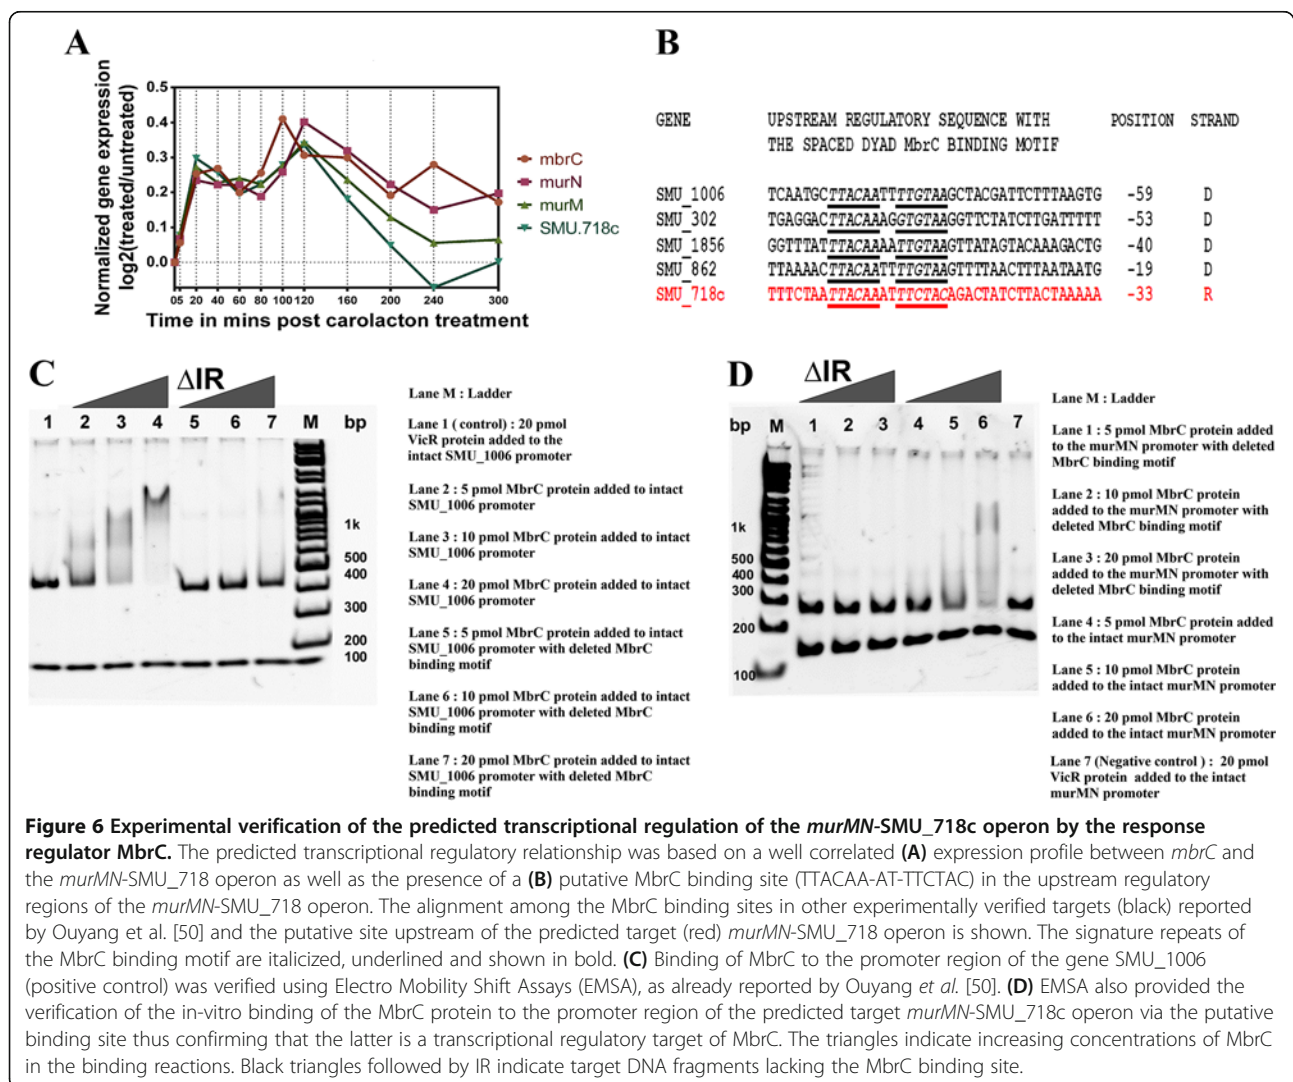 A
Normalized gene expression
log2(treated/untreated)
0.5
0.4
0.3
0.2
0.1
0.0
05 20 40 60 80 100 120 160 200 240 300
Time in mins post carolacton treatment
mbrC
murN
murM
SMU.718c
B
GENE UPSTREAM REGULATORY SEQUENCE WITH POSITION STRAND
THE SPACED DYAD MbrC BINDING MOTIF
SMU_1006 TCAATGCTTACAATTTTGTAAGCTACGATTCTTTAAGTG -59 D
SMU_302 TGAGGACTTACAAAGGTGTAAGGTTCTATCTTGATTTTT -53 D
SMU_1856 GGTTTATTTACAAAATTGTAAGTTATAGTACAAAGACTG -40 D
SMU_862 TTAAAACTTACAATTTTGTAAGTTTTAACTTTAATAATG -19 D
SMU_718c TTTCTAATTACAAATTTCTACAGACTATCTTACTAAAAA -33 R
C
ΔIR
1 2 3 4 5 6 7 M bp
1k
500
400
300
200
100
Lane M : Ladder
Lane 1 ( control) : 20 pmol
VicR protein added to the
intact SMU_1006 promoter
Lane 2 : 5 pmol MbrC protein added to intact
SMU_1006 promoter
Lane 3 : 10 pmol MbrC protein added to intact
SMU_1006 promoter
Lane 4 : 20 pmol MbrC protein added to intact
SMU_1006 promoter
Lane 5 : 5 pmol MbrC protein added to intact
SMU_1006 promoter with deleted MbrC
binding motif
Lane 6 : 10 pmol MbrC protein added to intact
SMU_1006 promoter with deleted MbrC
binding motif
Lane 7 : 20 pmol MbrC protein added to intact
SMU_1006 promoter with deleted MbrC
binding motif
D
ΔIR
bp M 1 2 3 4 5 6 7
1k
500
400
300
200
100
Lane M : Ladder
Lane 1 : 5 pmol MbrC protein added
to the murMN promoter with deleted
MbrC binding motif
Lane 2 : 10 pmol MbrC protein
added to the murMN promoter with
deleted MbrC binding motif
Lane 3 : 20 pmol MbrC protein
added to the murMN promoter with
deleted MbrC binding motif
Lane 4 : 5 pmol MbrC protein added
to the intact murMN promoter
Lane 5 : 10 pmol MbrC protein
added to the intact murMN promoter
Lane 6 : 20 pmol MbrC protein
added to the intact murMN promoter
Lane 7 (Negative control ) : 20 pmol
VicR protein added to the intact
murMN promoter
Figure 6 Experimental verification of the predicted transcriptional regulation of the murMN-SMU_718c operon by the response
regulator MbrC. The predicted transcriptional regulatory relationship was based on a well correlated (A) expression profile between mbrC and
the murMN-SMU_718 operon as well as the presence of a (B) putative MbrC binding site (TTACAA-AT-TTCTAC) in the upstream regulatory
regions of the murMN-SMU_718 operon. The alignment among the MbrC binding sites in other experimentally verified targets (black) reported
by Ouyang et al. [50] and the putative site upstream of the predicted target (red) murMN-SMU_718 operon is shown. The signature repeats of
the MbrC binding motif are italicized, underlined and shown in bold. (C) Binding of MbrC to the promoter region of the gene SMU_1006
(positive control) was verified using Electro Mobility Shift Assays (EMSA), as already reported by Ouyang et al. [50]. (D) EMSA also provided the
verification of the in-vitro binding of the MbrC protein to the promoter region of the predicted target murMN-SMU_718c operon via the putative
binding site thus confirming that the latter is a transcriptional regulatory target of MbrC. The triangles indicate increasing concentrations of MbrC
in the binding reactions. Black triangles followed by IR indicate target DNA fragments lacking the MbrC binding site.